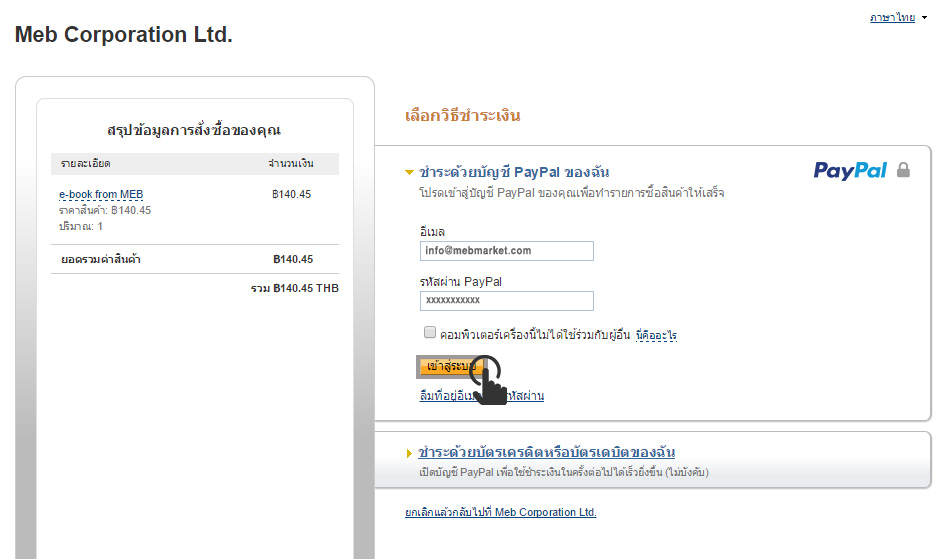 ภาษาไทย
Meb Corporation Ltd.
สรุปข้อมูลการสั่งซื้อของคุณ
รายละเอียด จำนวนเงิน
e-book from MEB ฿140.45
ราคาสินค้า: ฿140.45
ปริมาณ: 1
ยอดรวมค่าสินค้า ฿140.45
รวม ฿140.45 THB
เลือกวิธีชำระเงิน
ชำระด้วยบัญชี PayPal ของฉัน
PayPal
โปรดเข้าสู่บัญชี PayPal ของคุณเพื่อทำรายการซื้อสินค้าให้เสร็จ
อีเมล
info@mebmarket.com
รหัสผ่าน PayPal
xxxxxxxxxxx
คอมพิวเตอร์เครื่องนี้ไม่ได้ใช้ร่วมกับผู้อื่น นี่คืออะไร
เข้าสู่ระบบ
ลืมที่อยู่อีเม หัสผ่าน
ชำระด้วยบัตรเครดิตหรือบัตรเดบิตของฉัน
เปิดบัญชี PayPal เพื่อใช้ชำระเงินในครั้งต่อไปได้เร็วยิ่งขึ้น (ไม่บังคับ)
ยกเลิกแล้วกลับไปที่ Meb Corporation Ltd.